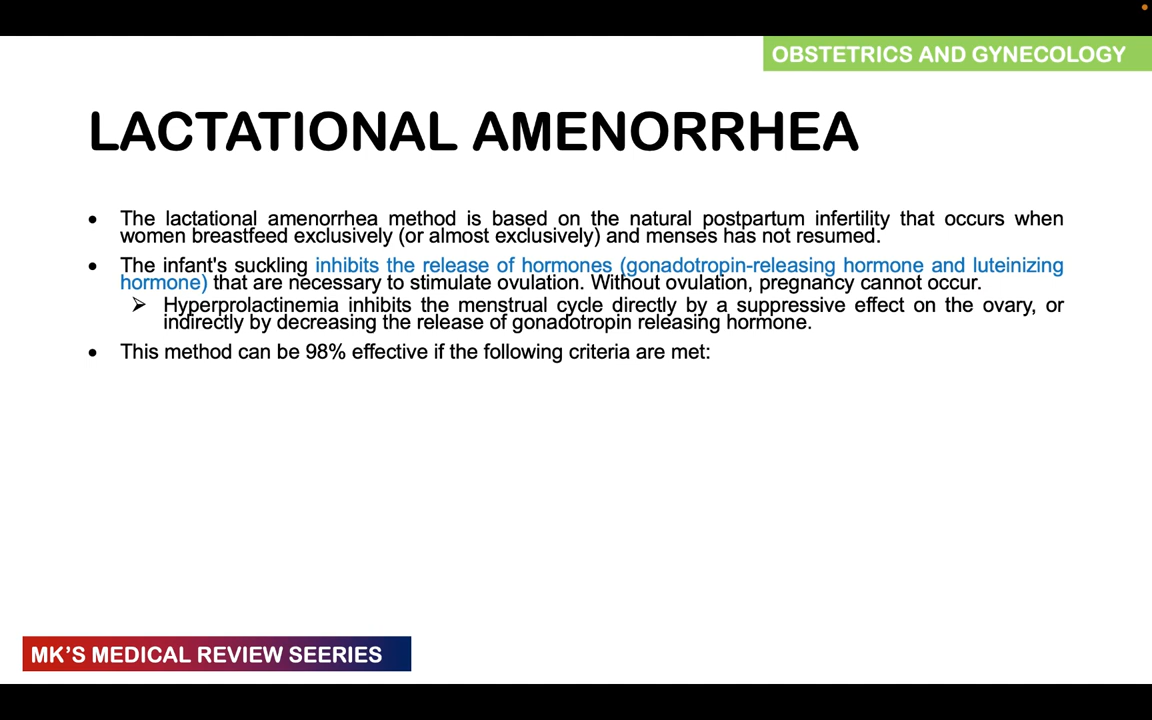 OBSTETRICS AND GYNECOLOGY
LACTATIONAL AMENORRHEA
• The lactational amenorrhea method is based on the natural postpartum infertility that occurs when
women breastfeed exclusively (or almost exclusively) and menses has not resumed.
• The infant's suckling inhibits the release of hormones (gonadotropin-releasing hormone and luteinizing
hormone) that are necessary to stimulate ovulation. Without ovulation, pregnancy cannot occur.
➢ Hyperprolactinemia inhibits the menstrual cycle directly by a suppressive effect on the ovary, or
indirectly by decreasing the release of gonadotropin releasing hormone.
• This method can be 98% effective if the following criteria are met:
MK'S MEDICAL REVIEW SEERIES